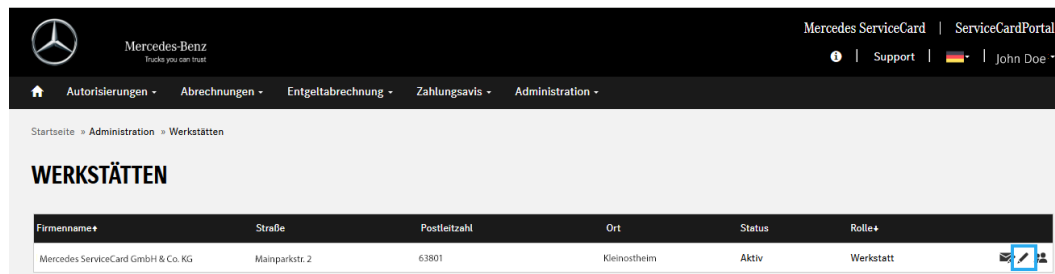 Mercedes ServiceCard | ServiceCardPortal
Mercedes-Benz
Trucks you can trust
Support | John Doe
Autorisierungen Abrechnungen Entgeltabrechnung Zahlungsavis Administration
Startseite » Administration » Werkstätten
WERKSTÄTTEN
Firmenname Straße Postleitzahl Ort Status Rolle
Mercedes ServiceCard GmbH & Co. KG Mainparkstr. 2 63801 Kleinostheim Aktiv Werkstatt